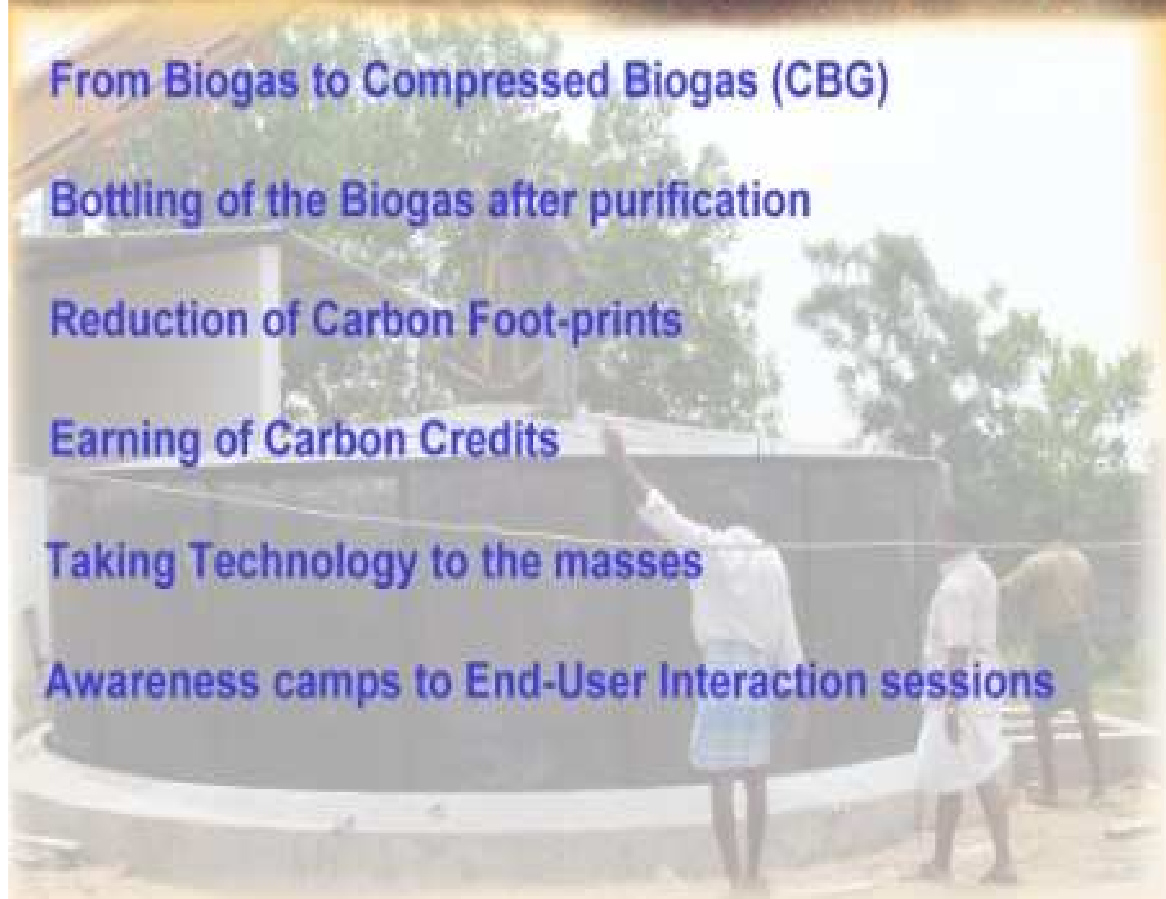 From Biogas to Compressed Biogas (CBG)
Bottling of the Biogas after purification
Reduction of Carbon Foot-prints
Earning of Carbon Credits
Taking Technology to the masses
Awareness camps to End-User Interaction sessions